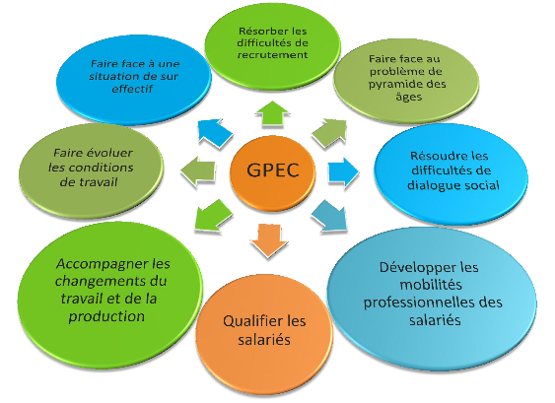 Résorber les
difficultés de
recrutement
Faire face à une
situation de sur
effectif
Faire face au
problème de
pyramide des
âges
Faire évoluer
les conditions
de travail
GPEC
Résoudre les
difficultés de
dialogue social
Accompagner les
changements du
travail et de la
production
Qualifier les
salariés
Développer les
mobilités
professionnelles des
salariés